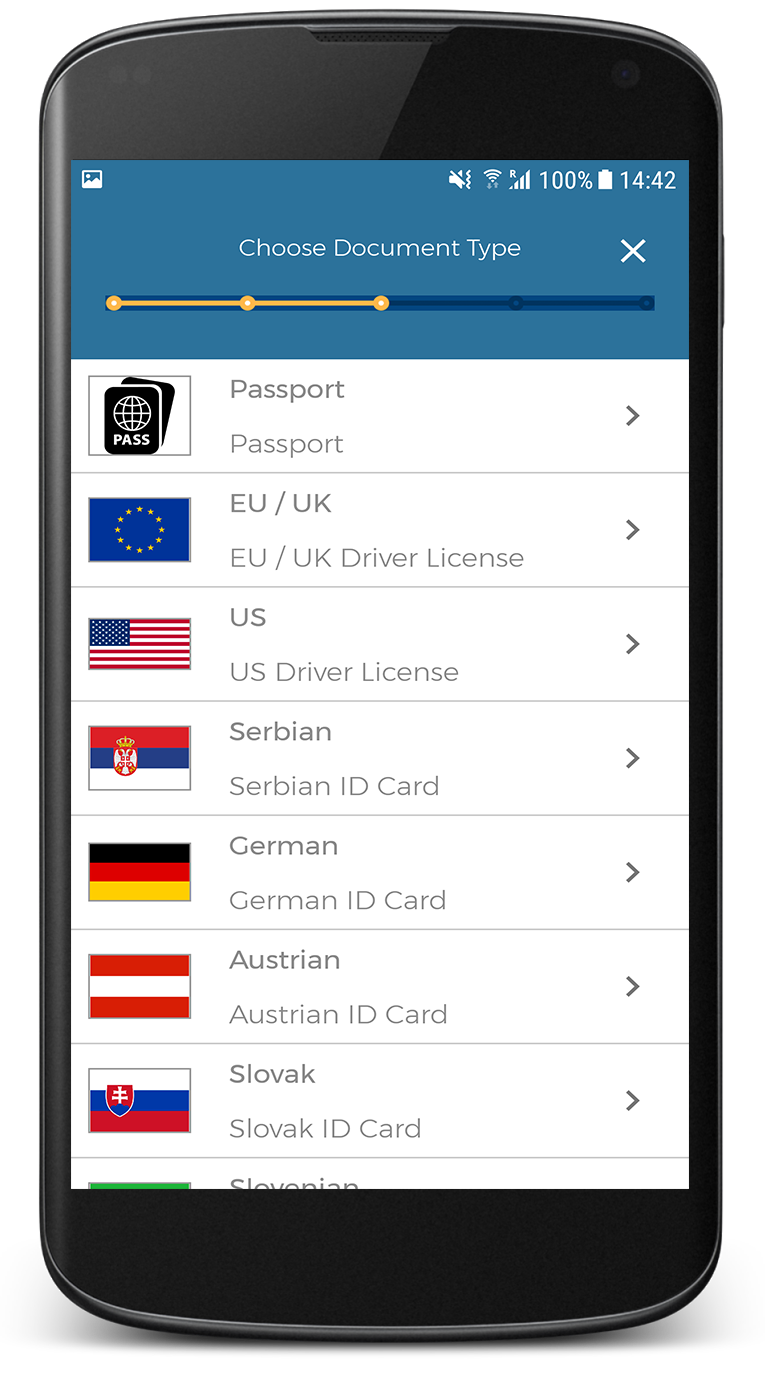 R 100% 14:42
Choose Document Type
Passport
PASS
Passport
EU / UK
EU / UK Driver License
US
US Driver License
Serbian
Serbian ID Card
German
German ID Card
Austrian
Austrian ID Card
Slovak
Slovak ID Card
Slovenian